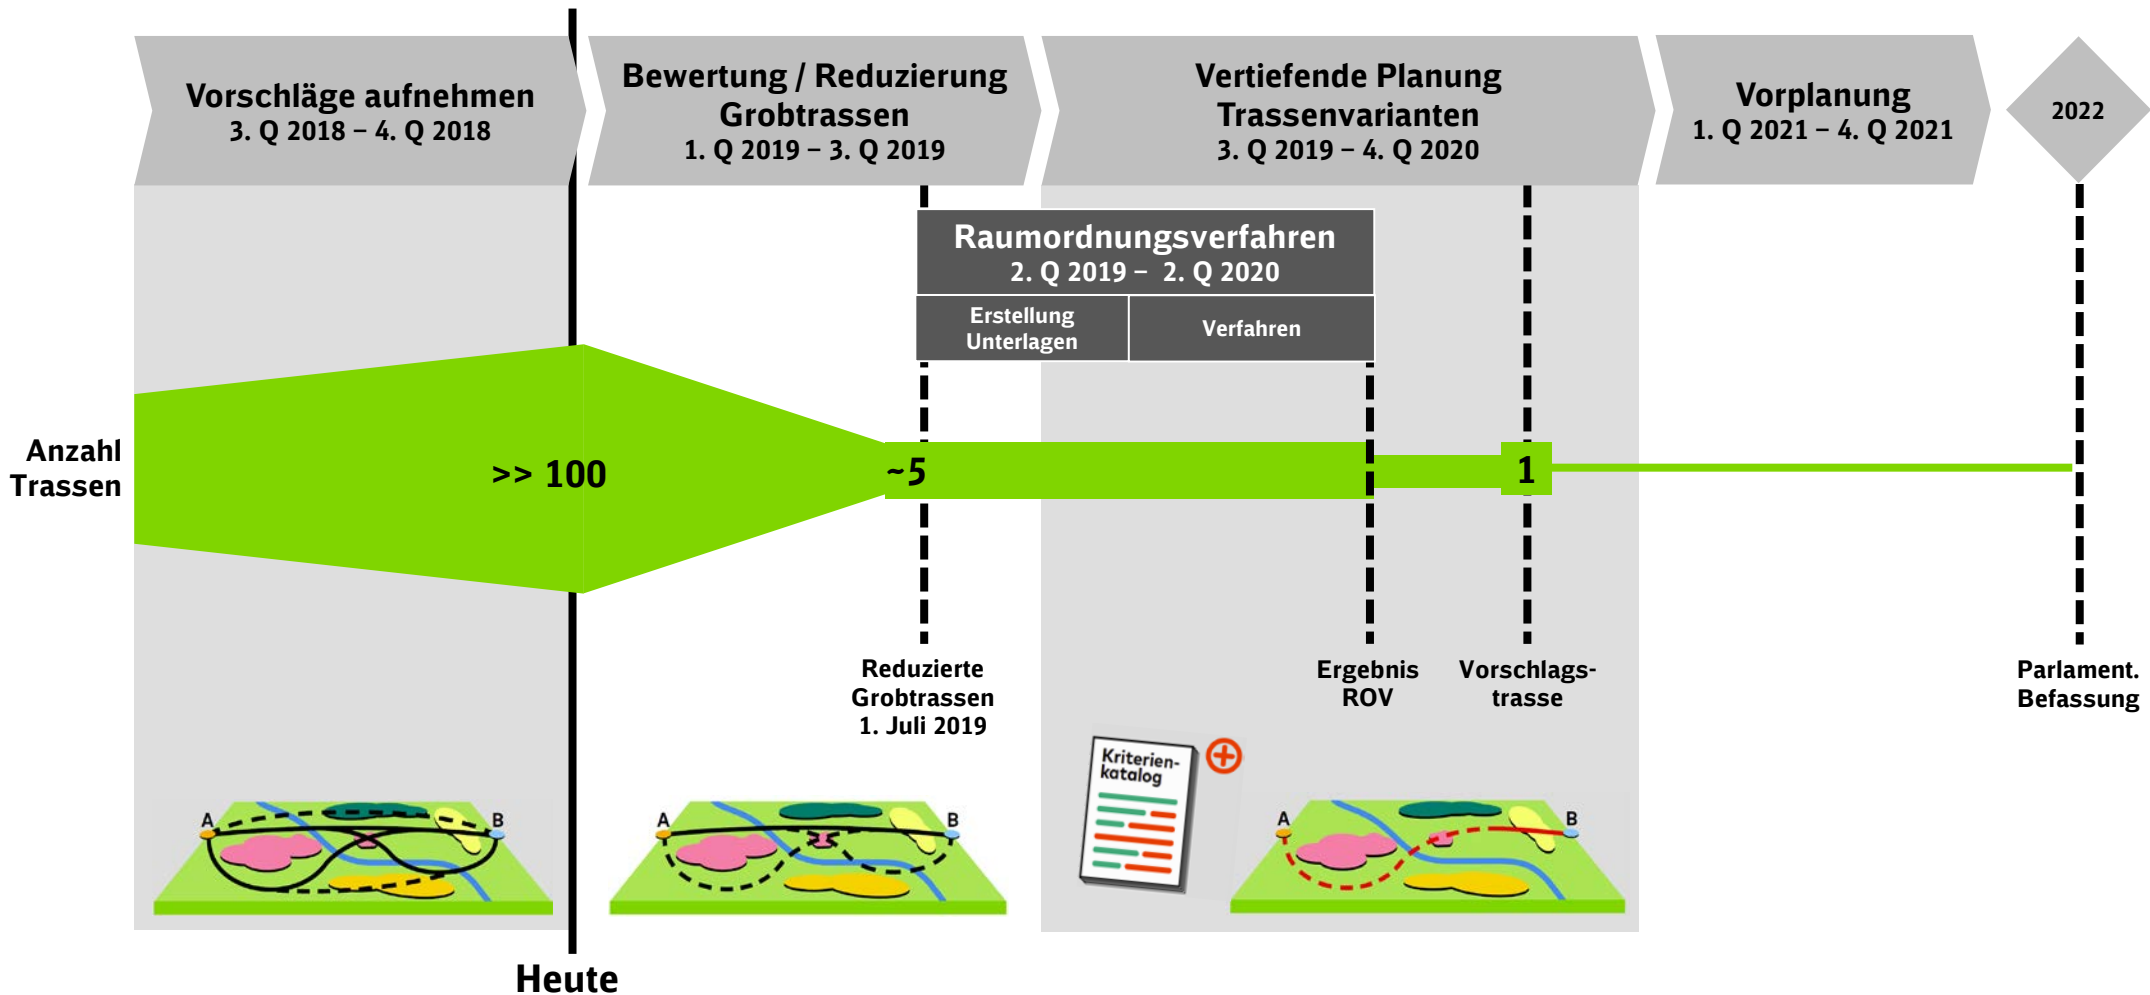 Vorschläge aufnehmen
3. Q 2018 – 4. Q 2018
Bewertung / Reduzierung
Grobtrassen
1. Q 2019 – 3. Q 2019
Vertiefende Planung
Trassenvarianten
3. Q 2019 – 4. Q 2020
Vorplanung
1. Q 2021 – 4. Q 2021
2022
Raumordnungsverfahren
2. Q 2019 – 2. Q 2020
Erstellung
Unterlagen
Verfahren
Anzahl
Trassen
>> 100
~5
1
Reduzierte
Grobtrassen
1. Juli 2019
Ergebnis
ROV
Vorschlags-
trasse
Parlament.
Befassung
Kriterien-
katalog
A
B
A
B
A
B
Heute